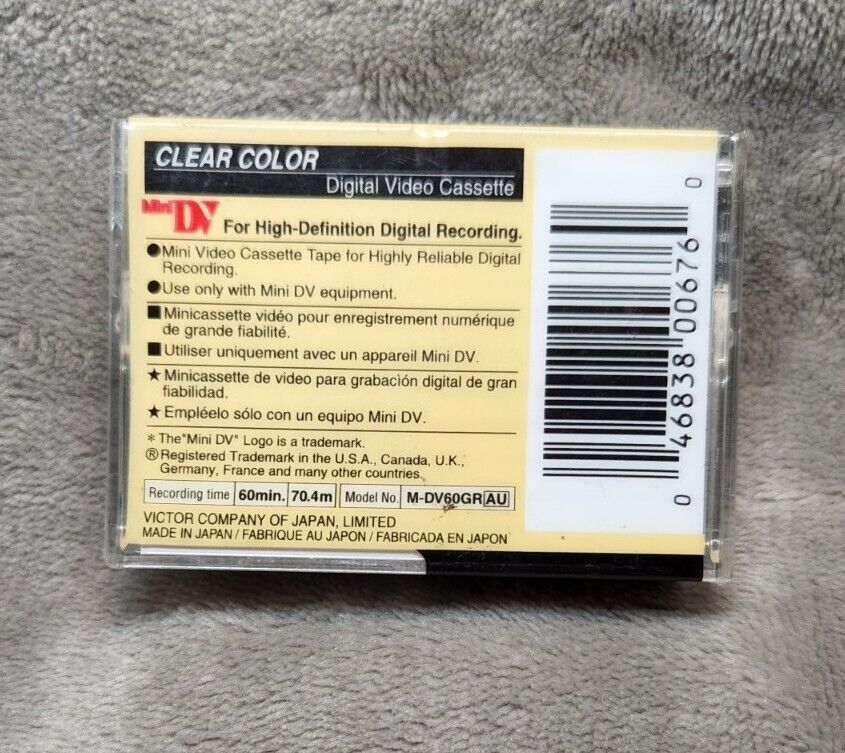 CLEAR COLOR
Digital Video Cassette
Mini DV For High-Definition Digital Recording.
●Mini Video Cassette Tape for Highly Reliable Digital
Recording.
●Use only with Mini DV equipment.
■Minicassette vidéo pour enregistrement numérique
de grande fiabilité.
■Utiliser uniquement avec un appareil Mini DV.
★Minicassette de video para grabaciòn digital de gran
fiabilidad.
★Empléelo sólo con un equipo Mini DV.
*The"Mini DV" Logo is a trademark.
®Registered Trademark in the U.S.A., Canada, U.K.,
Germany, France and many other countries.
Recording time 60min. 70.4m Model No M-DV60GR AU
VICTOR COMPANY OF JAPAN, LIMITED
MADE IN JAPAN / FABRIQUE AU JAPON / FABRICADA EN JAPON
0 46838 00676 0